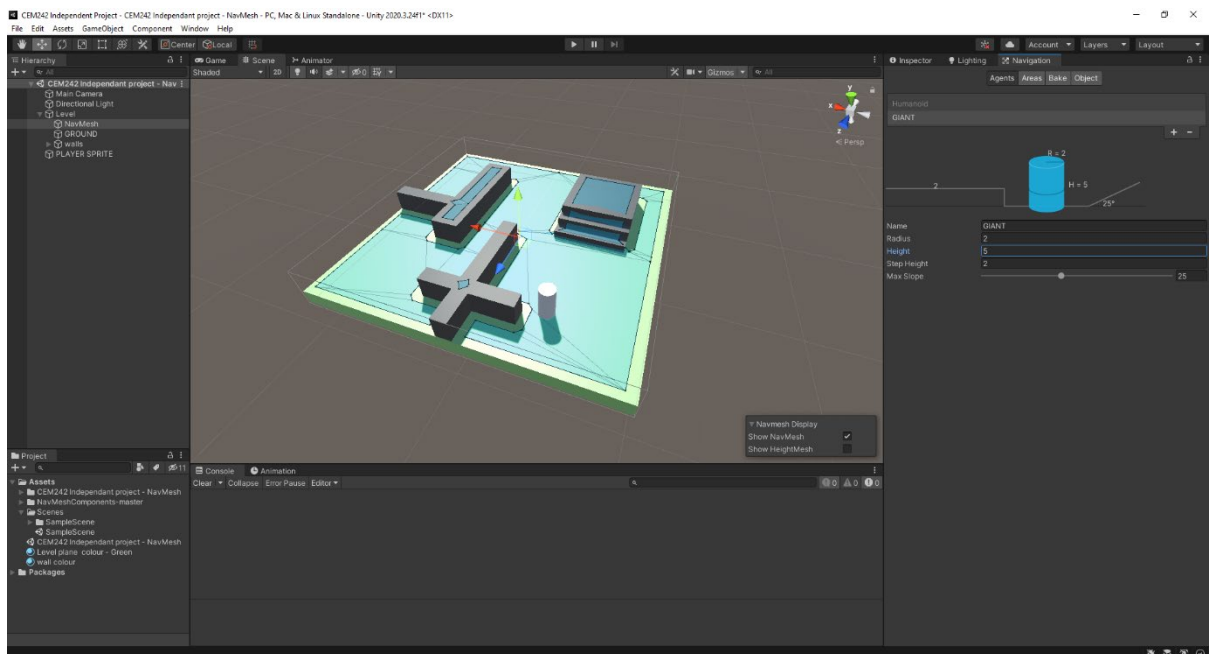 CEM242 Independent Project - CEM242 Independant project - NavMesh - PC, Mac & Linux Standalone - Unity 2020.3.24f1* <DX11>
File Edit Assets GameObject Component Window Help
Center Local Account Layers Layout
Hierarchy
All
CEM242 Independant project - Nav
Main Camera
Directional Light
Level
NavMesh
GROUND
walls
PLAYER SPRITE
Game Scene Animator
Shaded 2D 0 Gizmos All
y
x
z
Persp
Navmesh Display
Show NavMesh
Show HeightMesh
Inspector Lighting Navigation
Agents Areas Bake Object
Humanoid
GIANT
+ -
R = 2
2
H = 5
25°
Name GIANT
Radius 2
Height 5
Step Height 2
Max Slope 25
Project
11
Assets
CEM242 Independant project - NavMesh
NavMeshComponents-master
Scenes
SampleScene
SampleScene
CEM242 Independant project - NavMesh
Level plane colour - Green
wall colour
Packages
Console Animation
Clear Collapse Error Pause Editor 0 0 0